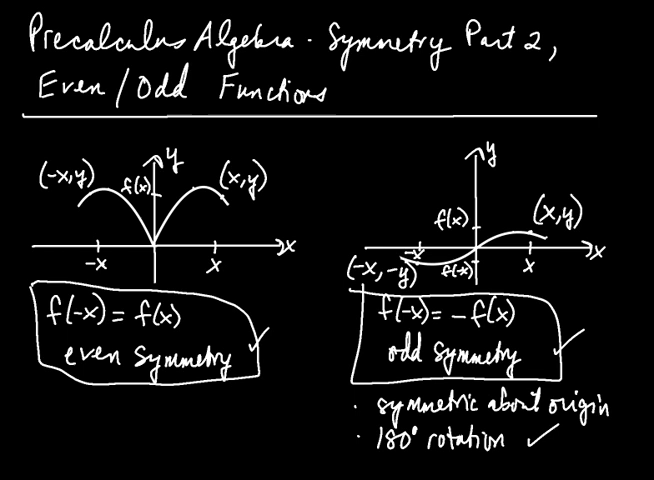 Precalculus Algebra - Symmetry Part 2,
Even / Odd Functions
y
(-x,y) f(x) (x,y)
x
-x x
f(-x) = f(x)
even symmetry
y
f(x) (x,y)
-x x
(-x,-y) f(-x) x
f(-x) = -f(x)
odd symmetry
· symmetric about origin
· 180° rotation